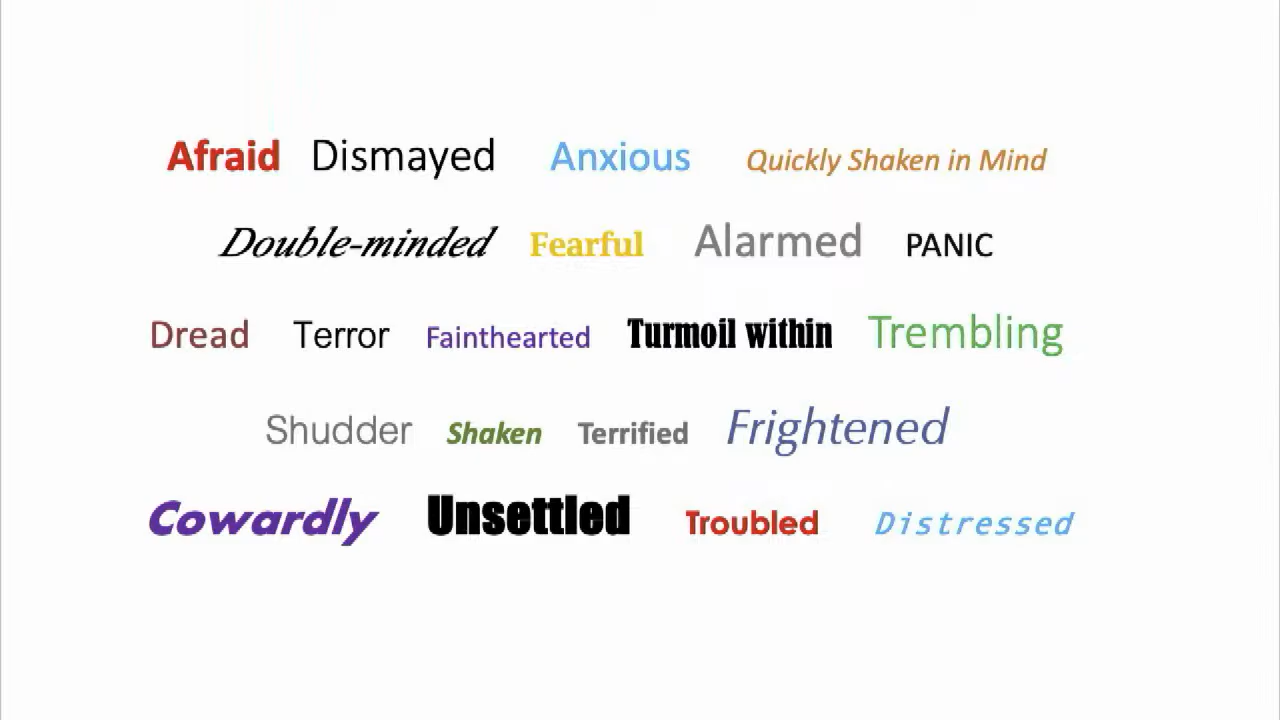 Afraid Dismayed Anxious Quickly Shaken in Mind
Double-minded Fearful Alarmed PANIC
Dread Terror Fainthearted Turmoil within Trembling
Shudder Shaken Terrified Frightened
Cowardly Unsettled Troubled Distressed